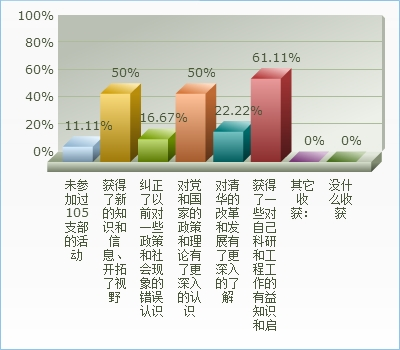 100%
80%
60%
40%
20%
0%
11.11%
50%
16.67%
50%
22.22%
61.11%
0%
0%
未参
加过
105
支部
的活
动
获得
了新
的知
识和
信息
、开
拓了
视野
纠正
了以
前对
一些
政策
和社
会现
象的
错误
认识
对党
和国
家的
政策
和理
论有
了更
深入
的认
识
对清
华的
改革
和发
展有
了更
深入
的了
解
获得
了一
些对
自己
科研
和工
程工
作的
有益
知识
和启
其它
收
获：
没什
么收
获